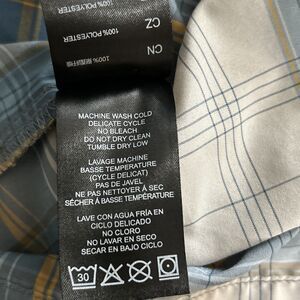 CZ
100% POLYESTER
CN
MACHINE WASH COLD
DELICATE CYCLE
NO BLEACH
DO NOT DRY CLEAN
TUMBLE DRY LOW
LAVAGE MACHINE
BASSE TEMPERATURE
(CYCLE DELICAT)
PAS DE JAVEL
NE PAS NETTOYER À SEC
SÉCHER À BASSE TEMPÉRATURE
LAVE CON AGUA FRÍA EN
CICLO DELICADO
NO CLORO
NO LAVAR EN SECO
SECAR EN BAJO CICLO
30